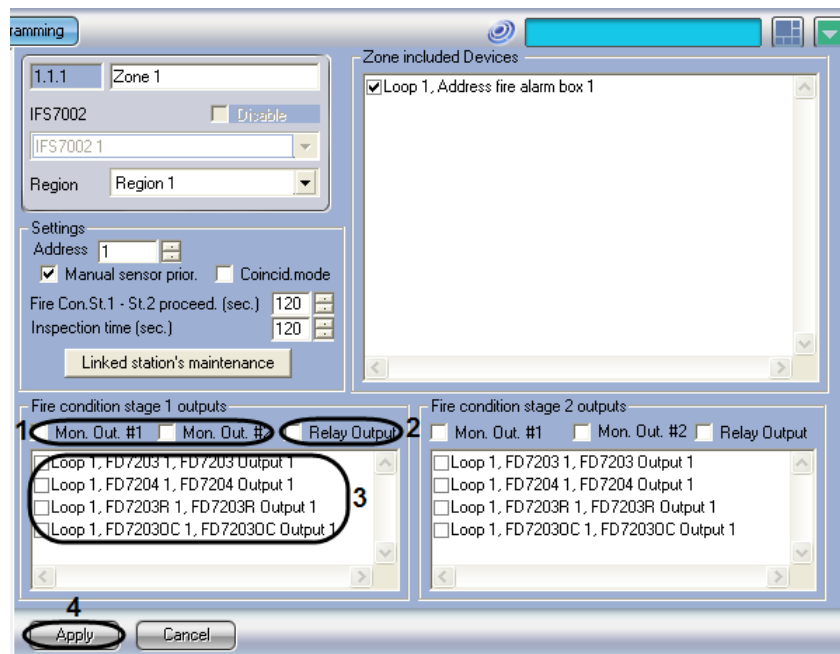 ramming
1.1.1 Zone 1
IFS7002 Disable
IFS7002 1
Region Region 1
Settings
Address 1
Manual sensor prior. Coincid.mode
Fire Con.St.1 - St.2 proceed. (sec.) 120
Inspection time (sec.) 120
Linked station's maintenance
Zone included Devices
Loop 1, Address fire alarm box 1
Fire condition stage 1 outputs
1 Mon. Out. #1 Mon. Out. #2 Relay Output 2
Loop 1, FD7203 1, FD7203 Output 1
Loop 1, FD7204 1, FD7204 Output 1
Loop 1, FD7203R 1, FD7203R Output 1
Loop 1, FD7203OC 1, FD7203OC Output 1
3
Fire condition stage 2 outputs
Mon. Out. #1 Mon. Out. #2 Relay Output
Loop 1, FD7203 1, FD7203 Output 1
Loop 1, FD7204 1, FD7204 Output 1
Loop 1, FD7203R 1, FD7203R Output 1
Loop 1, FD7203OC 1, FD7203OC Output 1
4
Apply Cancel